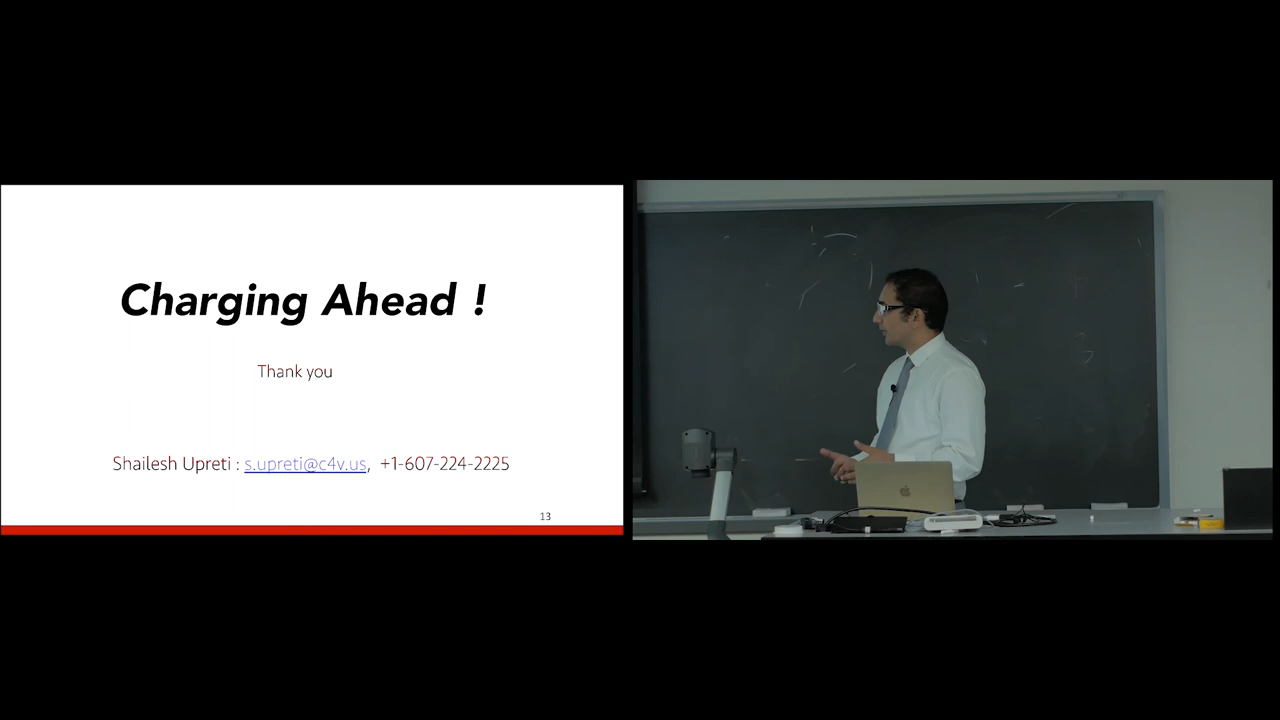 Charging Ahead !
Thank you
Shailesh Upreti : s.upreti@c4v.us, +1-607-224-2225
13